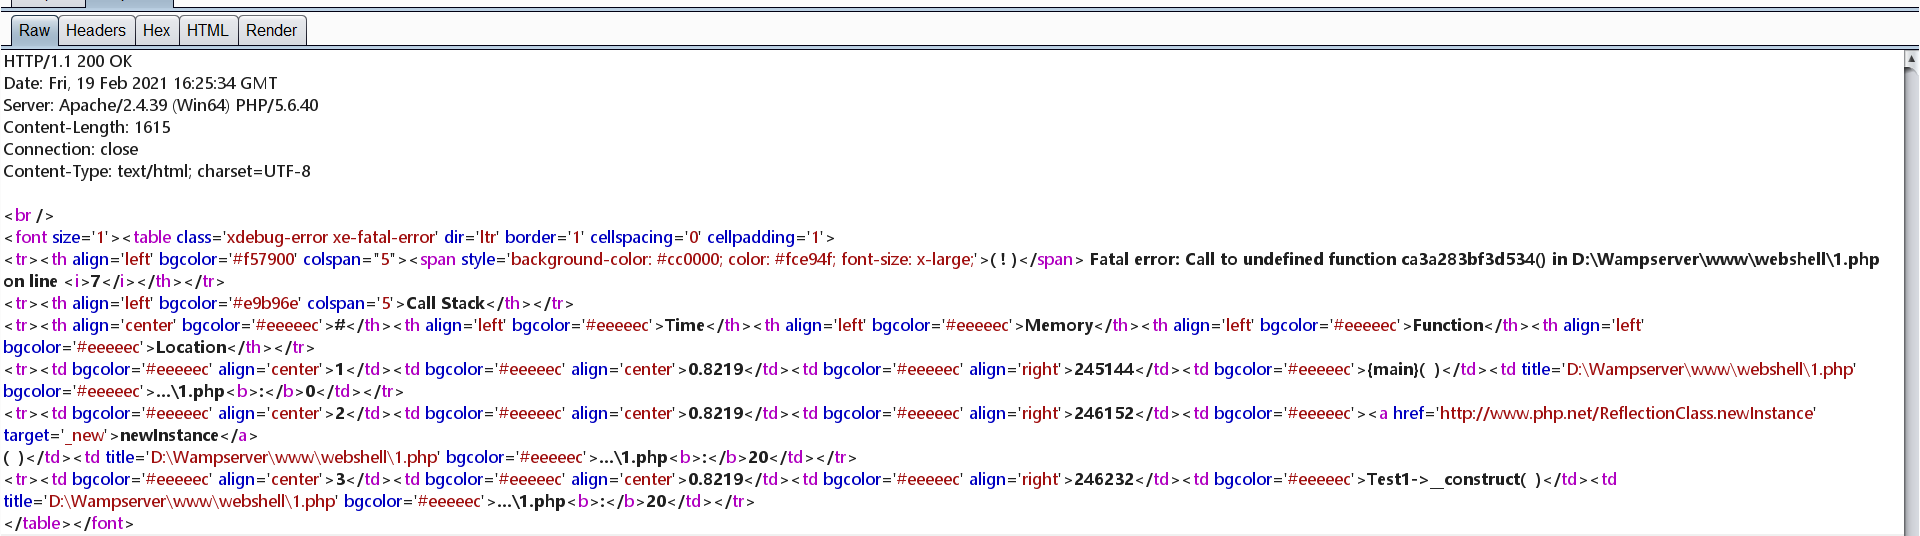 Raw Headers Hex HTML Render
HTTP/1.1 200 OK
Date: Fri, 19 Feb 2021 16:25:34 GMT
Server: Apache/2.4.39 (Win64) PHP/5.6.40
Content-Length: 1615
Connection: close
Content-Type: text/html; charset=UTF-8
<br />
<font size='1'><table class='xdebug-error xe-fatal-error' dir='ltr' border='1' cellspacing='0' cellpadding='1'>
<tr><th align='left' bgcolor='#f57900' colspan="5"><span style='background-color: #cc0000; color: #fce94f; font-size: x-large;'>( ! )</span> Fatal error: Call to undefined function ca3a283bf3d534() in D:\Wampserver\www\webshell\1.php
on line <i>7</i></th></tr>
<tr><th align='left' bgcolor='#e9b96e' colspan='5'>Call Stack</th></tr>
<tr><th align='center' bgcolor='#eeeeec'>#</th><th align='left' bgcolor='#eeeeec'>Time</th><th align='left' bgcolor='#eeeeec'>Memory</th><th align='left' bgcolor='#eeeeec'>Function</th><th align='left'
bgcolor='#eeeeec'>Location</th></tr>
<tr><td bgcolor='#eeeeec' align='center'>1</td><td bgcolor='#eeeeec' align='center'>0.8219</td><td bgcolor='#eeeeec' align='right'>245144</td><td bgcolor='#eeeeec'>{main}( )</td><td title='D:\Wampserver\www\webshell\1.php'
bgcolor='#eeeeec'>...\1.php<b>:</b>0</td></tr>
<tr><td bgcolor='#eeeeec' align='center'>2</td><td bgcolor='#eeeeec' align='center'>0.8219</td><td bgcolor='#eeeeec' align='right'>246152</td><td bgcolor='#eeeeec'><a href='http://www.php.net/ReflectionClass.newInstance'
target='_new'>newInstance</a>
( )</td><td title='D:\Wampserver\www\webshell\1.php' bgcolor='#eeeeec'>...\1.php<b>:</b>20</td></tr>
<tr><td bgcolor='#eeeeec' align='center'>3</td><td bgcolor='#eeeeec' align='center'>0.8219</td><td bgcolor='#eeeeec' align='right'>246232</td><td bgcolor='#eeeeec'>Test1->__construct( )</td><td
title='D:\Wampserver\www\webshell\1.php' bgcolor='#eeeeec'>...\1.php<b>:</b>20</td></tr>
</table></font>